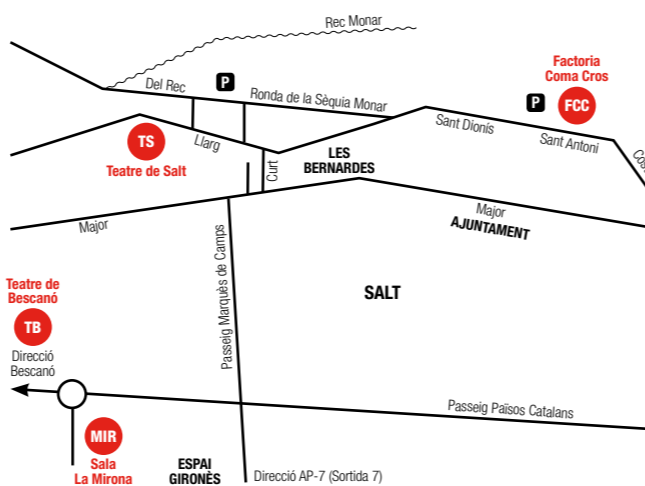 Rec Monar
Factoria
Coma Cros
FCC
P
P
Del Rec
Ronda de la Sèquia Monar
Sant Dionís
Sant Antoni
TS
Teatre de Salt
Llarg
Curt
LES
BERNARDES
Major
Major
AJUNTAMENT
Passeig Marquès de Camps
SALT
Teatre de
Bescanó
TB
Direcció
Bescanó
Passeig Països Catalans
MIR
Sala
La Mirona
ESPAI
GIRONÈS
Direcció AP-7 (Sortida 7)